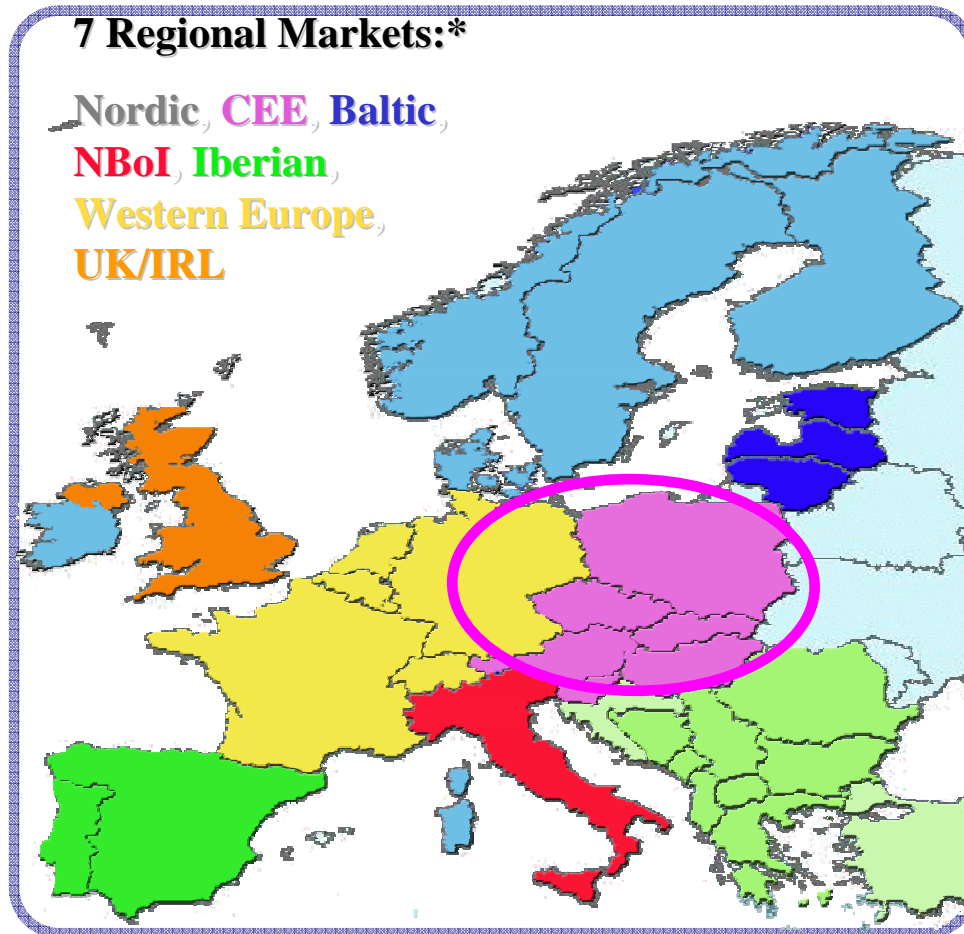 7 Regional Markets:*
Nordic, CEE, Baltic,
NBoI, Iberian,
Western Europe,
UK/IRL